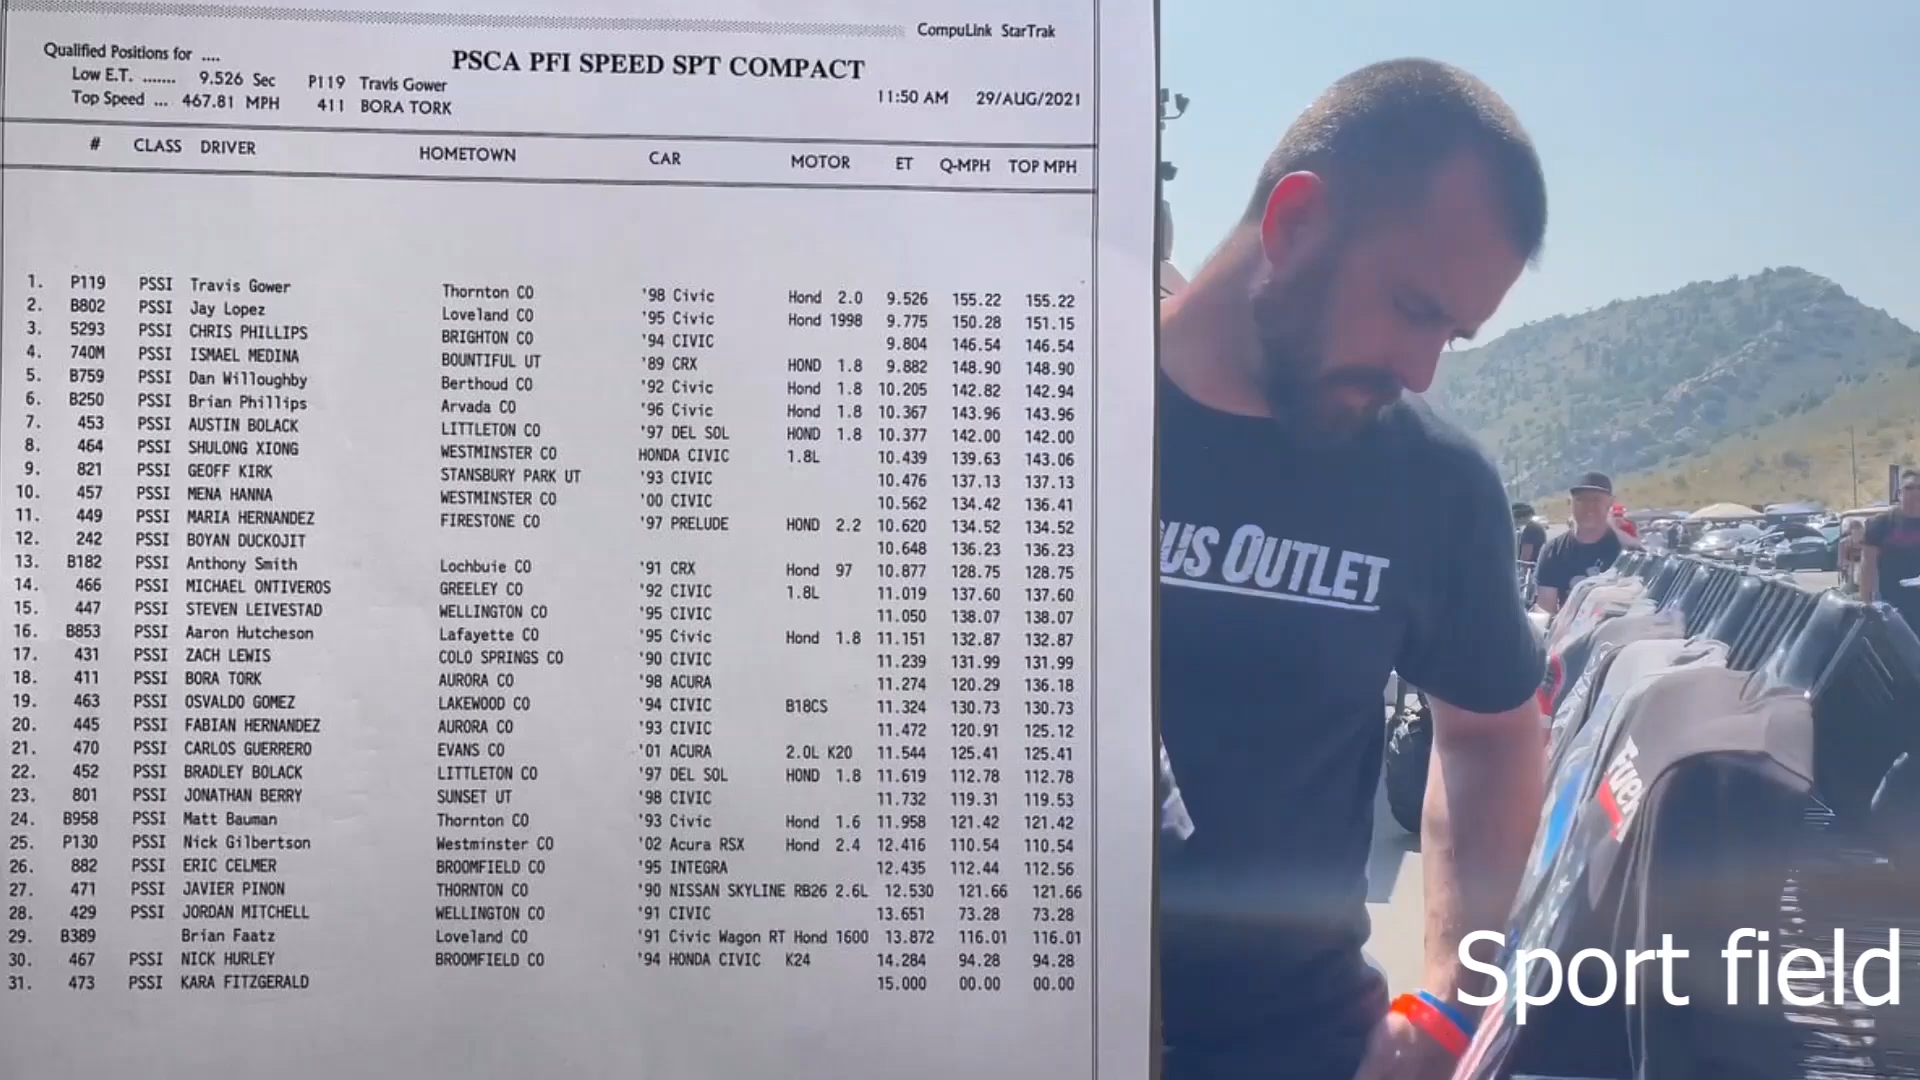 CompuLink StarTrak
Qualified Positions for ....
PSCA PFI SPEED SPT COMPACT
Low E.T. ....... 9.526 Sec P119 Travis Gower
Top Speed ... 467.81 MPH 411 BORA TORK
11:50 AM 29/AUG/2021
# CLASS DRIVER HOMETOWN CAR MOTOR ET Q-MPH TOP MPH
1. P119 PSSI Travis Gower Thornton CO '98 Civic Hond 2.0 9.526 155.22 155.22
2. B802 PSSI Jay Lopez Loveland CO '95 Civic Hond 1998 9.775 150.28 151.15
3. 5293 PSSI CHRIS PHILLIPS BRIGHTON CO '94 CIVIC 9.804 146.54 146.54
4. 740M PSSI ISMAEL MEDINA BOUNTIFUL UT '89 CRX HOND 1.8 9.882 148.90 148.90
5. B759 PSSI Dan Willoughby Berthoud CO '92 Civic Hond 1.8 10.205 142.82 142.94
6. B250 PSSI Brian Phillips Arvada CO '96 Civic Hond 1.8 10.367 143.96 143.96
7. 453 PSSI AUSTIN BOLACK LITTLETON CO '97 DEL SOL HOND 1.8 10.377 142.00 142.00
8. 464 PSSI SHULONG XIONG WESTMINSTER CO HONDA CIVIC 1.8L 10.439 139.63 143.06
9. 821 PSSI GEOFF KIRK STANSBURY PARK UT '93 CIVIC 10.476 137.13 137.13
10. 457 PSSI MENA HANNA WESTMINSTER CO '00 CIVIC 10.562 134.42 136.41
11. 449 PSSI MARIA HERNANDEZ FIRESTONE CO '97 PRELUDE HOND 2.2 10.620 134.52 134.52
12. 242 PSSI BOYAN DUCKOJIT 10.648 136.23 136.23
13. B182 PSSI Anthony Smith Lochbuie CO '91 CRX Hond 97 10.877 128.75 128.75
14. 466 PSSI MICHAEL ONTIVEROS GREELEY CO '92 CIVIC 1.8L 11.019 137.60 137.60
15. 447 PSSI STEVEN LEIVESTAD WELLINGTON CO '95 CIVIC 11.050 138.07 138.07
16. B853 PSSI Aaron Hutcheson Lafayette CO '95 Civic Hond 1.8 11.151 132.87 132.87
17. 431 PSSI ZACH LEWIS COLO SPRINGS CO '90 CIVIC 11.239 131.99 131.99
18. 411 PSSI BORA TORK AURORA CO '98 ACURA 11.274 120.29 136.18
19. 463 PSSI OSVALDO GOMEZ LAKEWOOD CO '94 CIVIC B18CS 11.324 130.73 130.73
20. 445 PSSI FABIAN HERNANDEZ AURORA CO '93 CIVIC 11.472 120.91 125.12
21. 470 PSSI CARLOS GUERRERO EVANS CO '01 ACURA 2.0L K20 11.544 125.41 125.41
22. 452 PSSI BRADLEY BOLACK LITTLETON CO '97 DEL SOL HOND 1.8 11.619 112.78 112.78
23. 801 PSSI JONATHAN BERRY SUNSET UT '98 CIVIC 11.732 119.31 119.53
24. B958 PSSI Matt Bauman Thornton CO '93 Civic Hond 1.6 11.958 121.42 121.42
25. P130 PSSI Nick Gilbertson Westminster CO '02 Acura RSX Hond 2.4 12.416 110.54 110.54
26. 882 PSSI ERIC CELMER BROOMFIELD CO '95 INTEGRA 12.435 112.44 112.56
27. 471 PSSI JAVIER PINON THORNTON CO '90 NISSAN SKYLINE RB26 2.6L 12.530 121.66 121.66
28. 429 PSSI JORDAN MITCHELL WELLINGTON CO '91 CIVIC 13.651 73.28 73.28
29. B389 Brian Faatz Loveland CO '91 Civic Wagon RT Hond 1600 13.872 116.01 116.01
30. 467 PSSI NICK HURLEY BROOMFIELD CO '94 HONDA CIVIC K24 14.284 94.28 94.28
31. 473 PSSI KARA FITZGERALD 15.000 00.00 00.00
OUTLET
Sport field